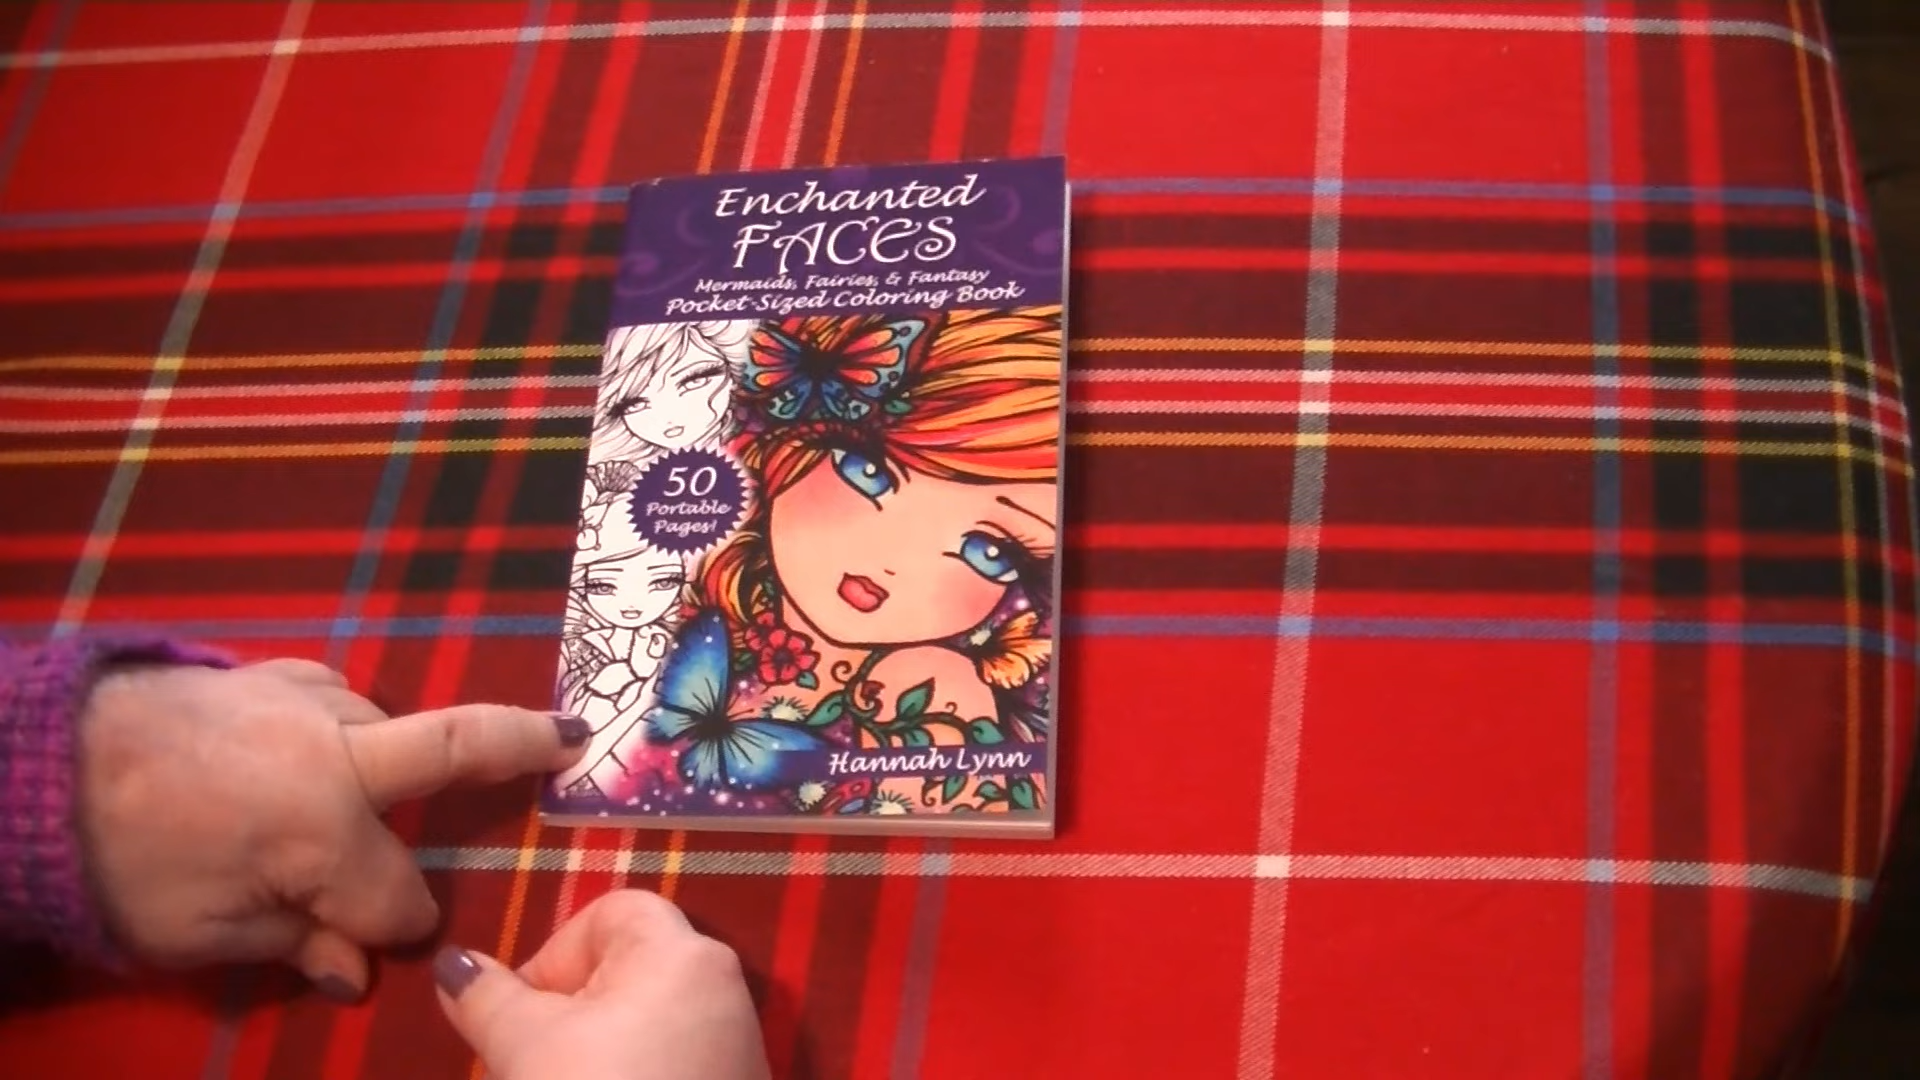 Enchanted
FACES
Mermaids, Fairies, & Fantasy
Pocket-Sized Coloring Book
50
Portable
Pages!
Hannah Lynn